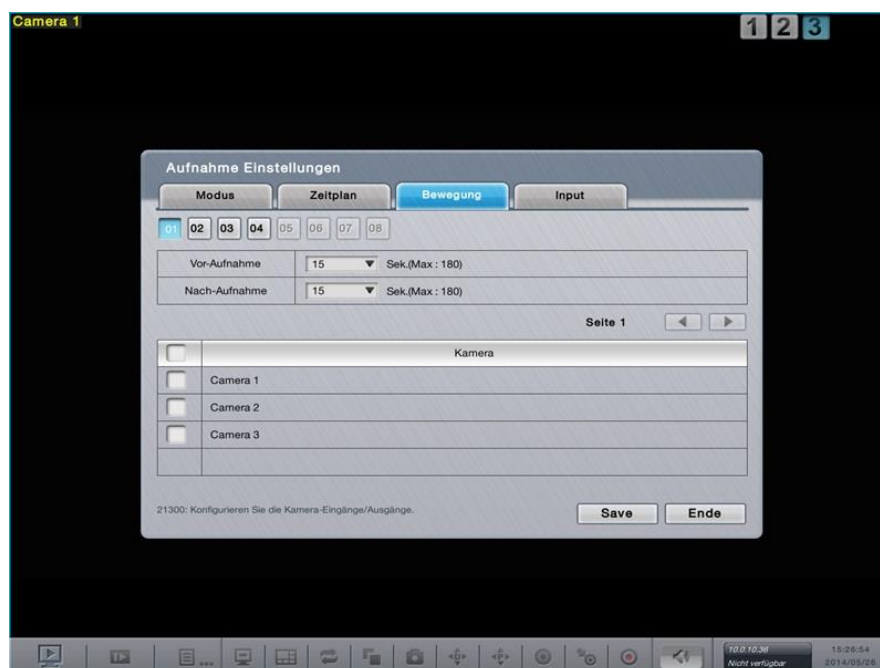 Camera 1
1 2 3
Aufnahme Einstellungen
Modus Zeitplan Bewegung Input
01 02 03 04 05 06 07 08
Vor-Aufnahme 15 Sek.(Max : 180)
Nach-Aufnahme 15 Sek.(Max : 180)
Seite 1
Kamera
Camera 1
Camera 2
Camera 3
21300: Konfigurieren Sie die Kamera-Eingänge/Ausgänge.
Save Ende
10.0.10.36 15:26:54
Nicht verfügbar 2014/05/26